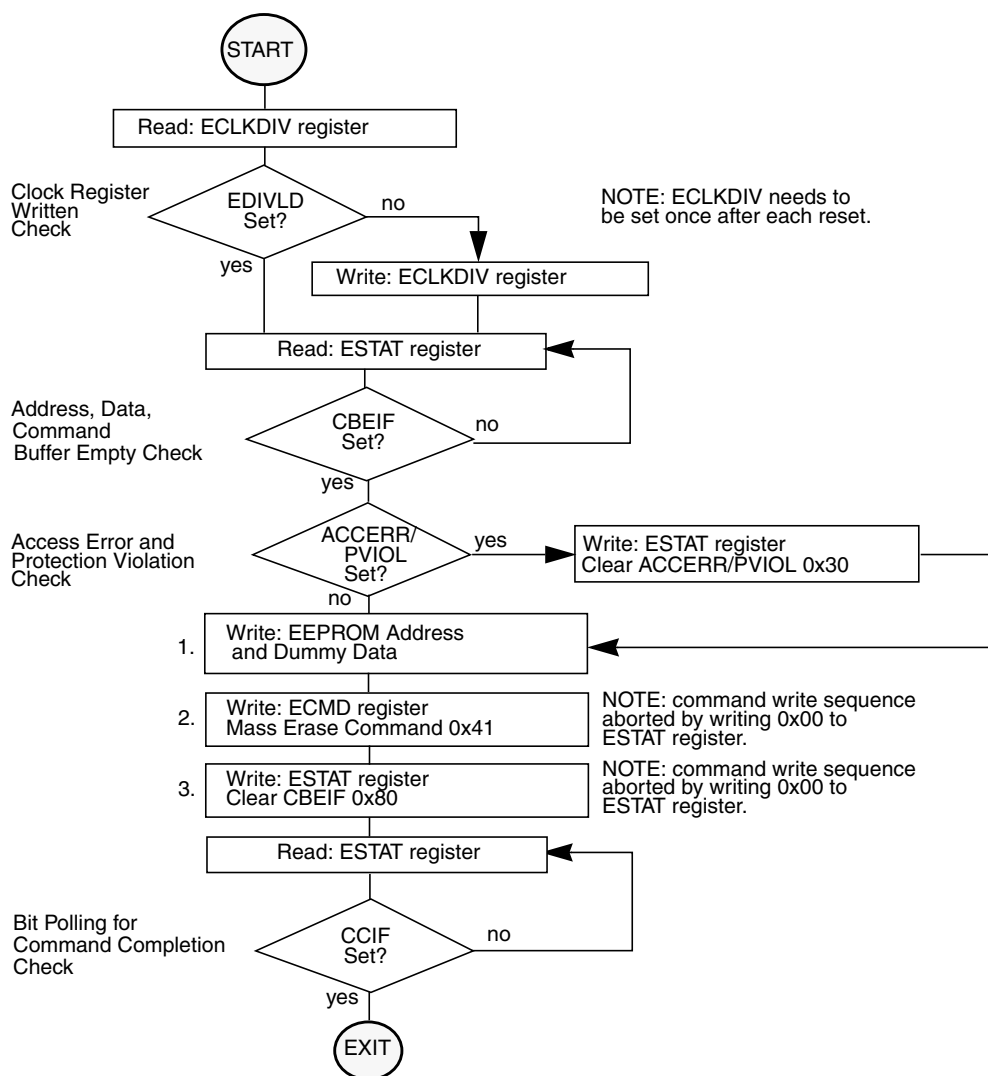 START
Read: ECLKDIV register
Clock Register
Written
Check
EDIVLD
Set?
no
yes
NOTE: ECLKDIV needs to
be set once after each reset.
Write: ECLKDIV register
Read: ESTAT register
Address, Data,
Command
Buffer Empty Check
CBEIF
Set?
no
yes
Access Error and
Protection Violation
Check
ACCERR/
PVIOL
Set?
yes
no
Write: ESTAT register
Clear ACCERR/PVIOL 0x30
1.
Write: EEPROM Address
and Dummy Data
2.
Write: ECMD register
Mass Erase Command 0x41
NOTE: command write sequence
aborted by writing 0x00 to
ESTAT register.
3.
Write: ESTAT register
Clear CBEIF 0x80
NOTE: command write sequence
aborted by writing 0x00 to
ESTAT register.
Read: ESTAT register
Bit Polling for
Command Completion
Check
CCIF
Set?
no
yes
EXIT